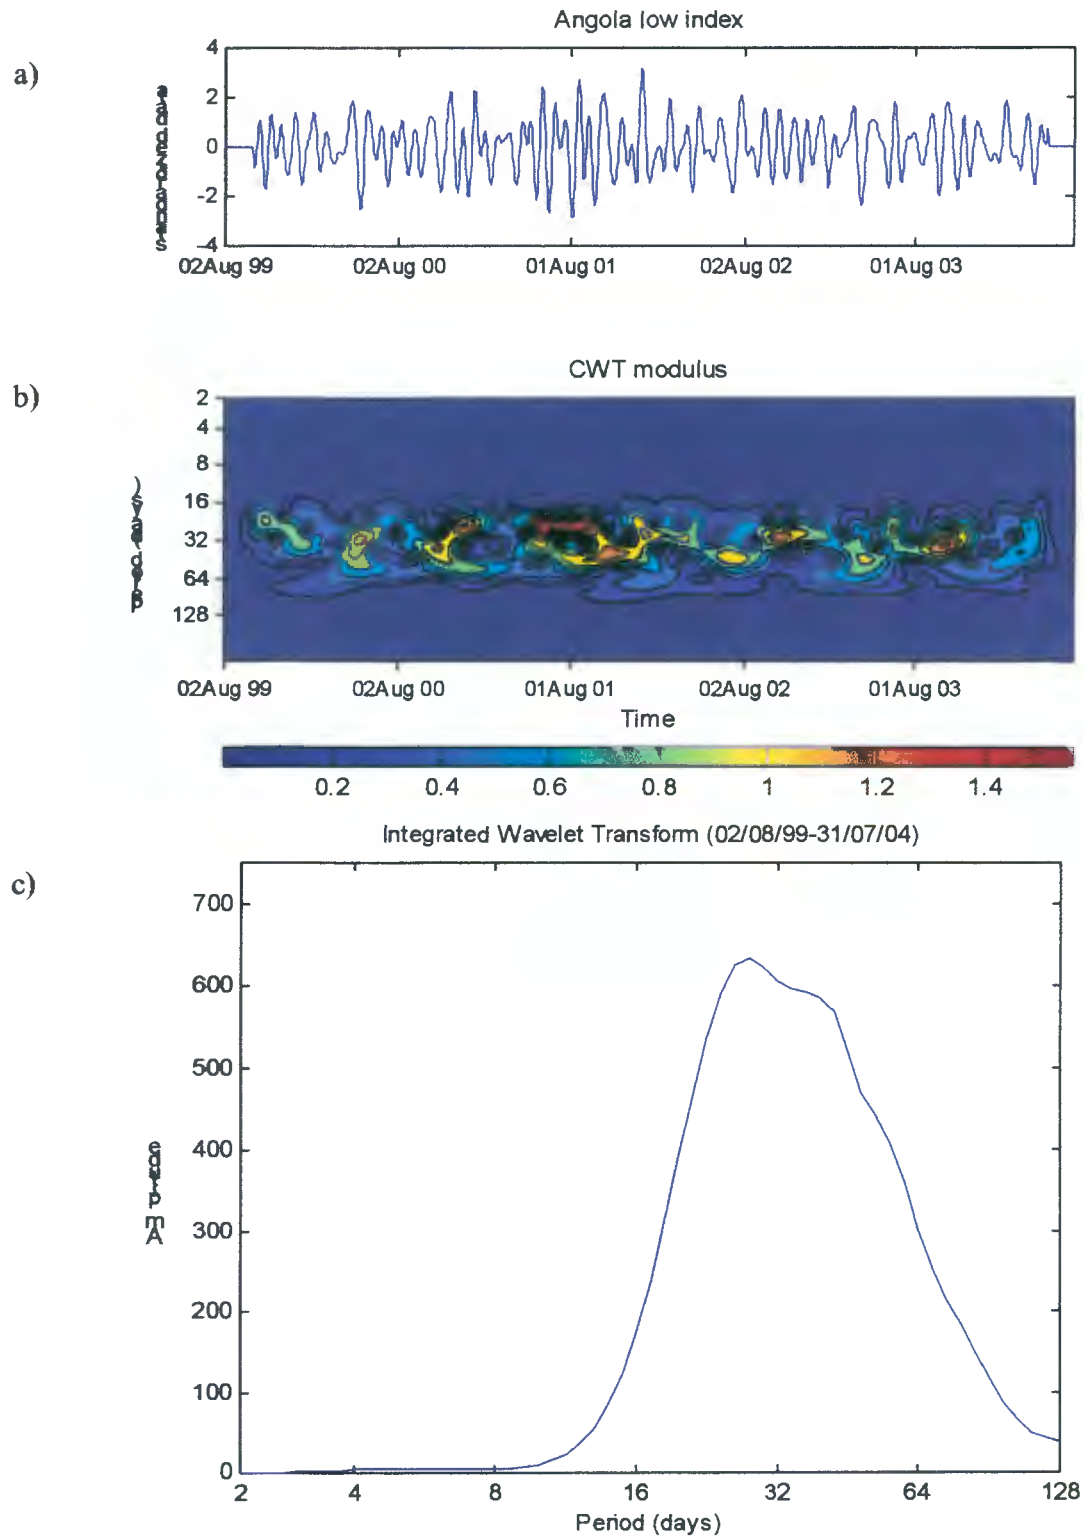 Angola low index
a)
4
2
0
-2
-4
02Aug 99 02Aug 00 01Aug 01 02Aug 02 01Aug 03
CWT modulus
b)
2
4
8
16
32
64
128
02Aug 99 02Aug 00 01Aug 01 02Aug 02 01Aug 03
Time
0.2 0.4 0.6 0.8 1 1.2 1.4
Integrated Wavelet Transform (02/08/99-31/07/04)
c)
700
600
500
400
300
200
100
0
Amplitude
2 4 8 16 32 64 128
Period (days)